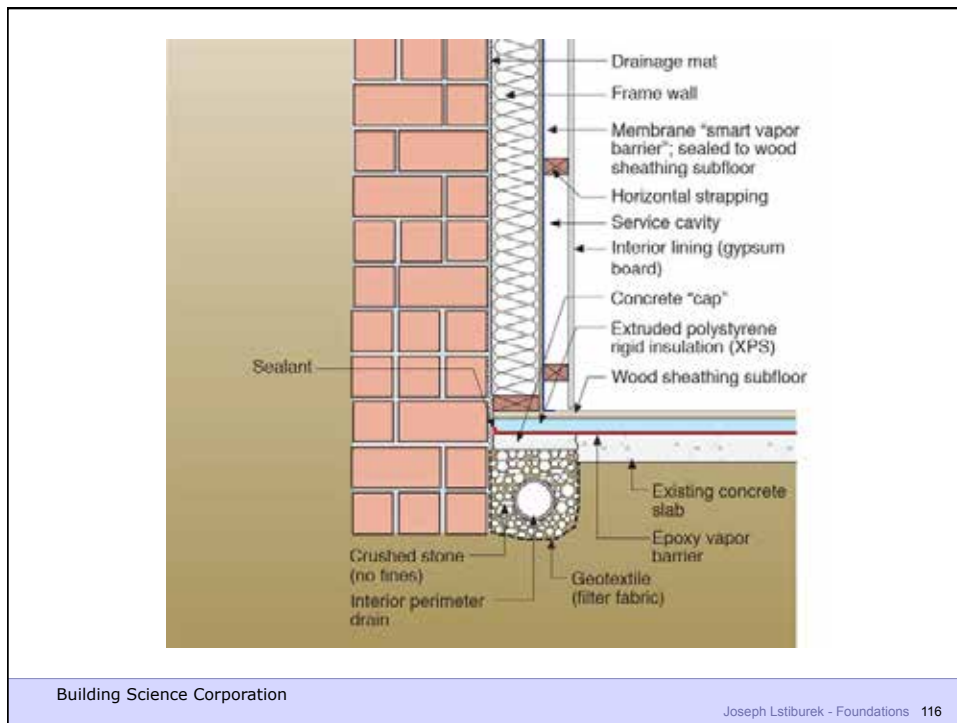 Drainage mat
Frame wall
Membrane "smart vapor
barrier"; sealed to wood
sheathing subfloor
Horizontal strapping
Service cavity
Interior lining (gypsum
board)
Concrete "cap"
Extruded polystyrene
rigid insulation (XPS)
Wood sheathing subfloor
Sealant
Existing concrete
slab
Epoxy vapor
barrier
Crushed stone
(no fines)
Geotextile
(filter fabric)
Interior perimeter
drain
Building Science Corporation
Joseph Lstiburek - Foundations 116